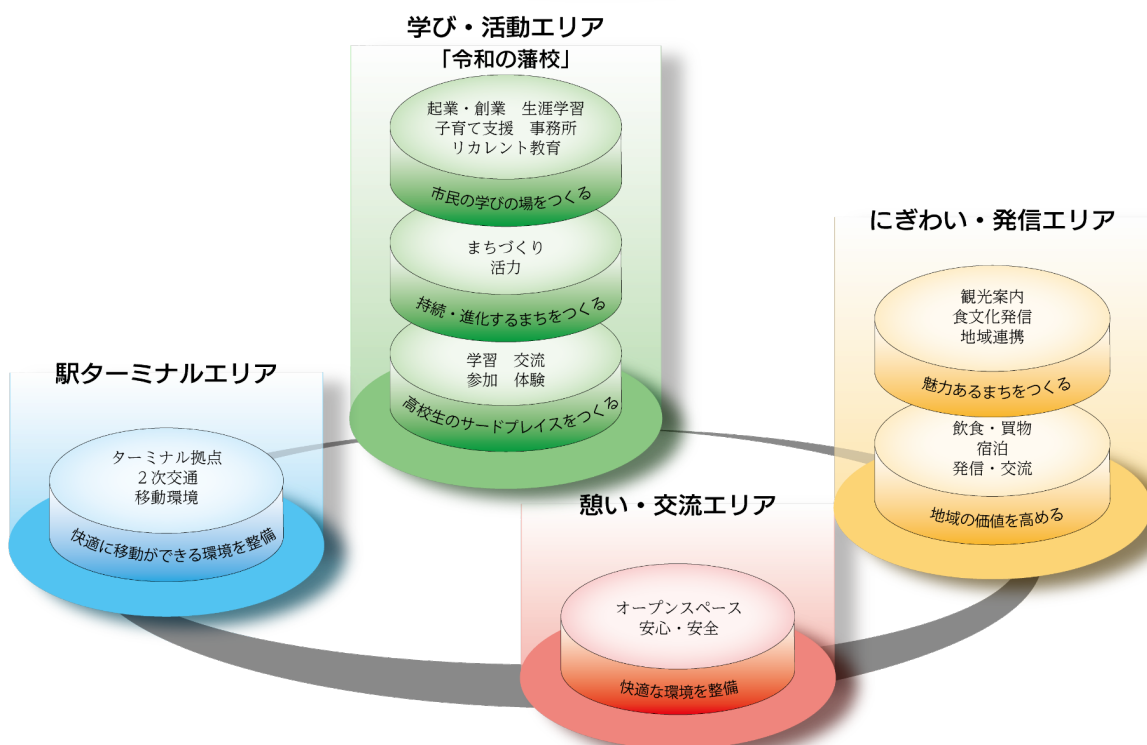 学び・活動エリア
「令和の藩校」
起業・創業　生涯学習
子育て支援　事務所
リカレント教育
市民の学びの場をつくる
まちづくり
活力
持続・進化するまちをつくる
学習　交流
参加　体験
高校生のサードプレイスをつくる
にぎわい・発信エリア
観光案内
食文化発信
地域連携
魅力あるまちをつくる
飲食・買物
宿泊
発信・交流
地域の価値を高める
駅ターミナルエリア
ターミナル拠点
２次交通
移動環境
快適に移動ができる環境を整備
憩い・交流エリア
オープンスペース
安心・安全
快適な環境を整備